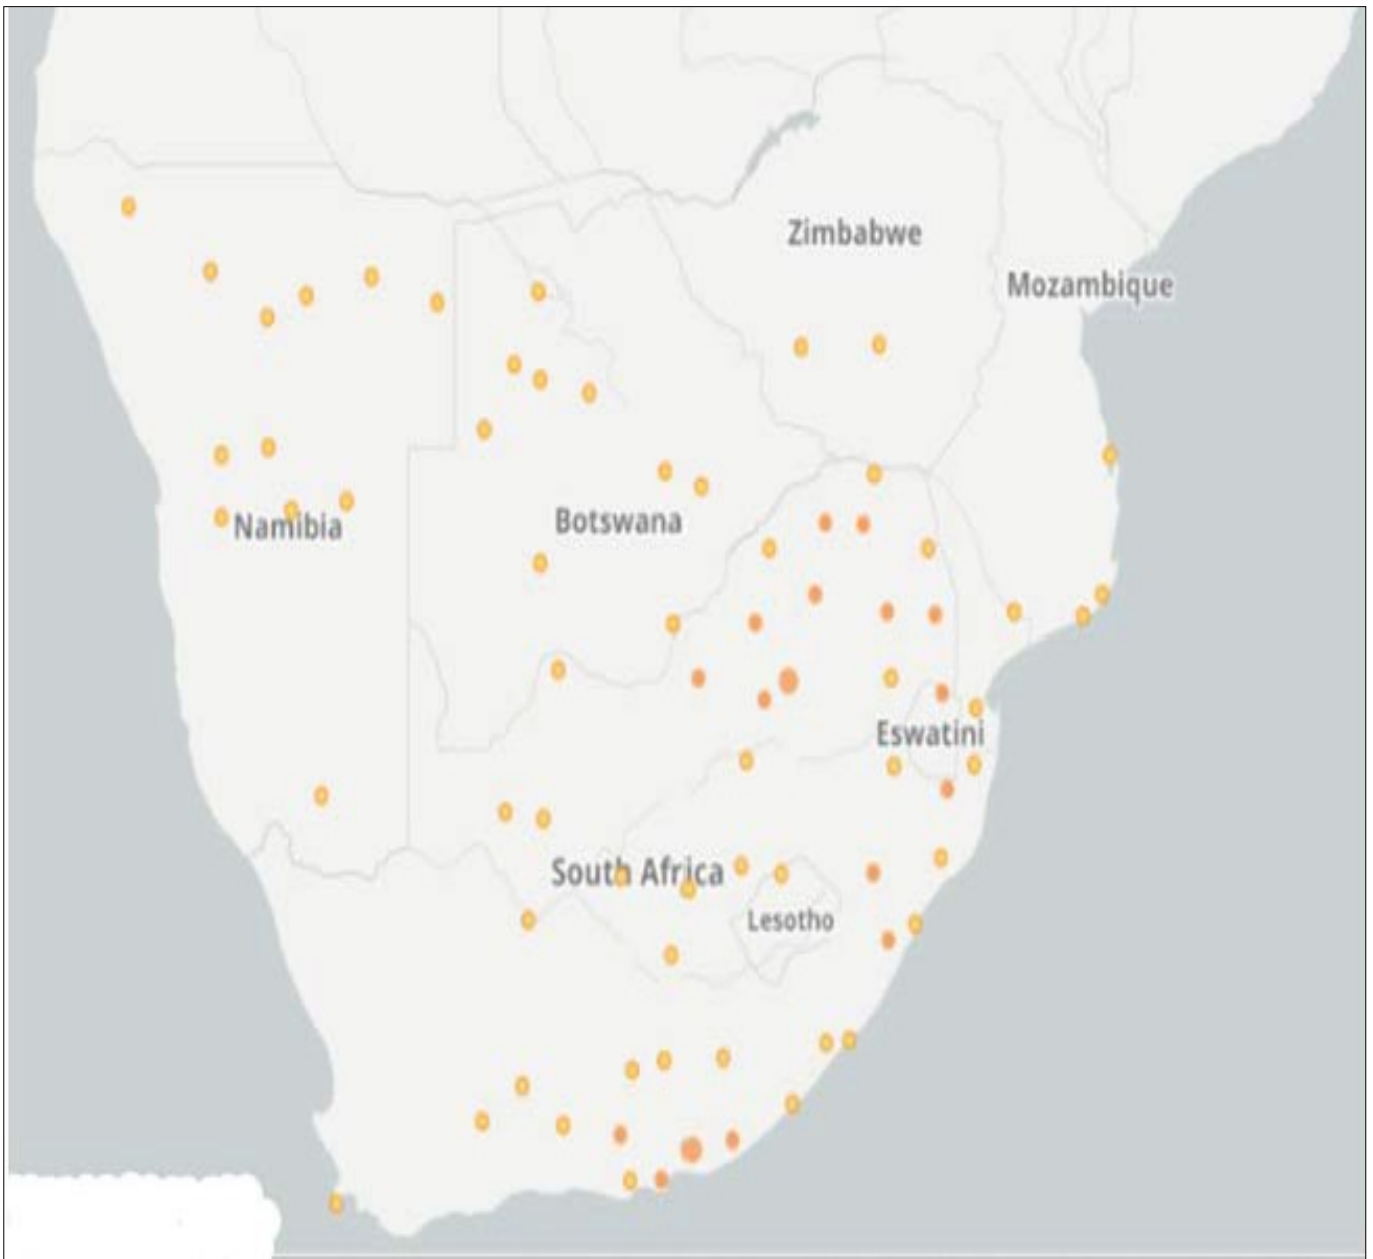 Zimbabwe
Mozambique
Namibia
Botswana
Eswatini
South Africa
Lesotho